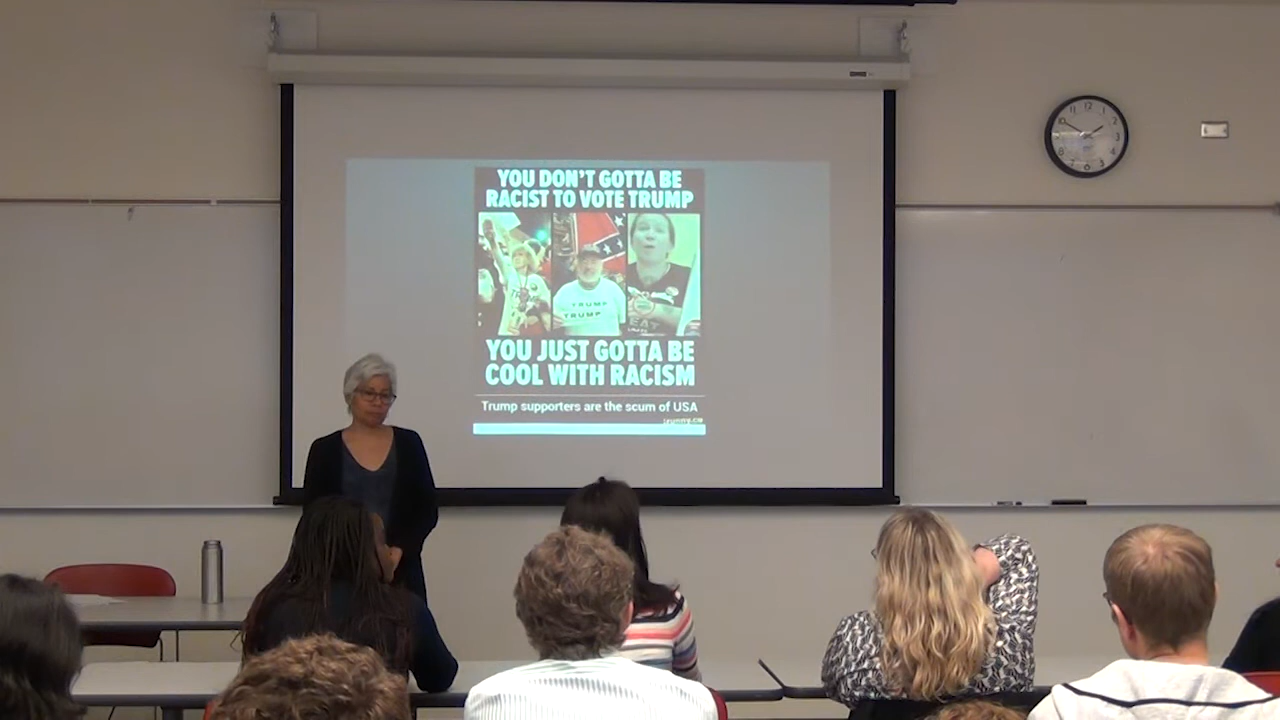 YOU DON'T GOTTA BE
RACIST TO VOTE TRUMP
TRUMP
TRUMP
YOU JUST GOTTA BE
COOL WITH RACISM
Trump supporters are the scum of USA